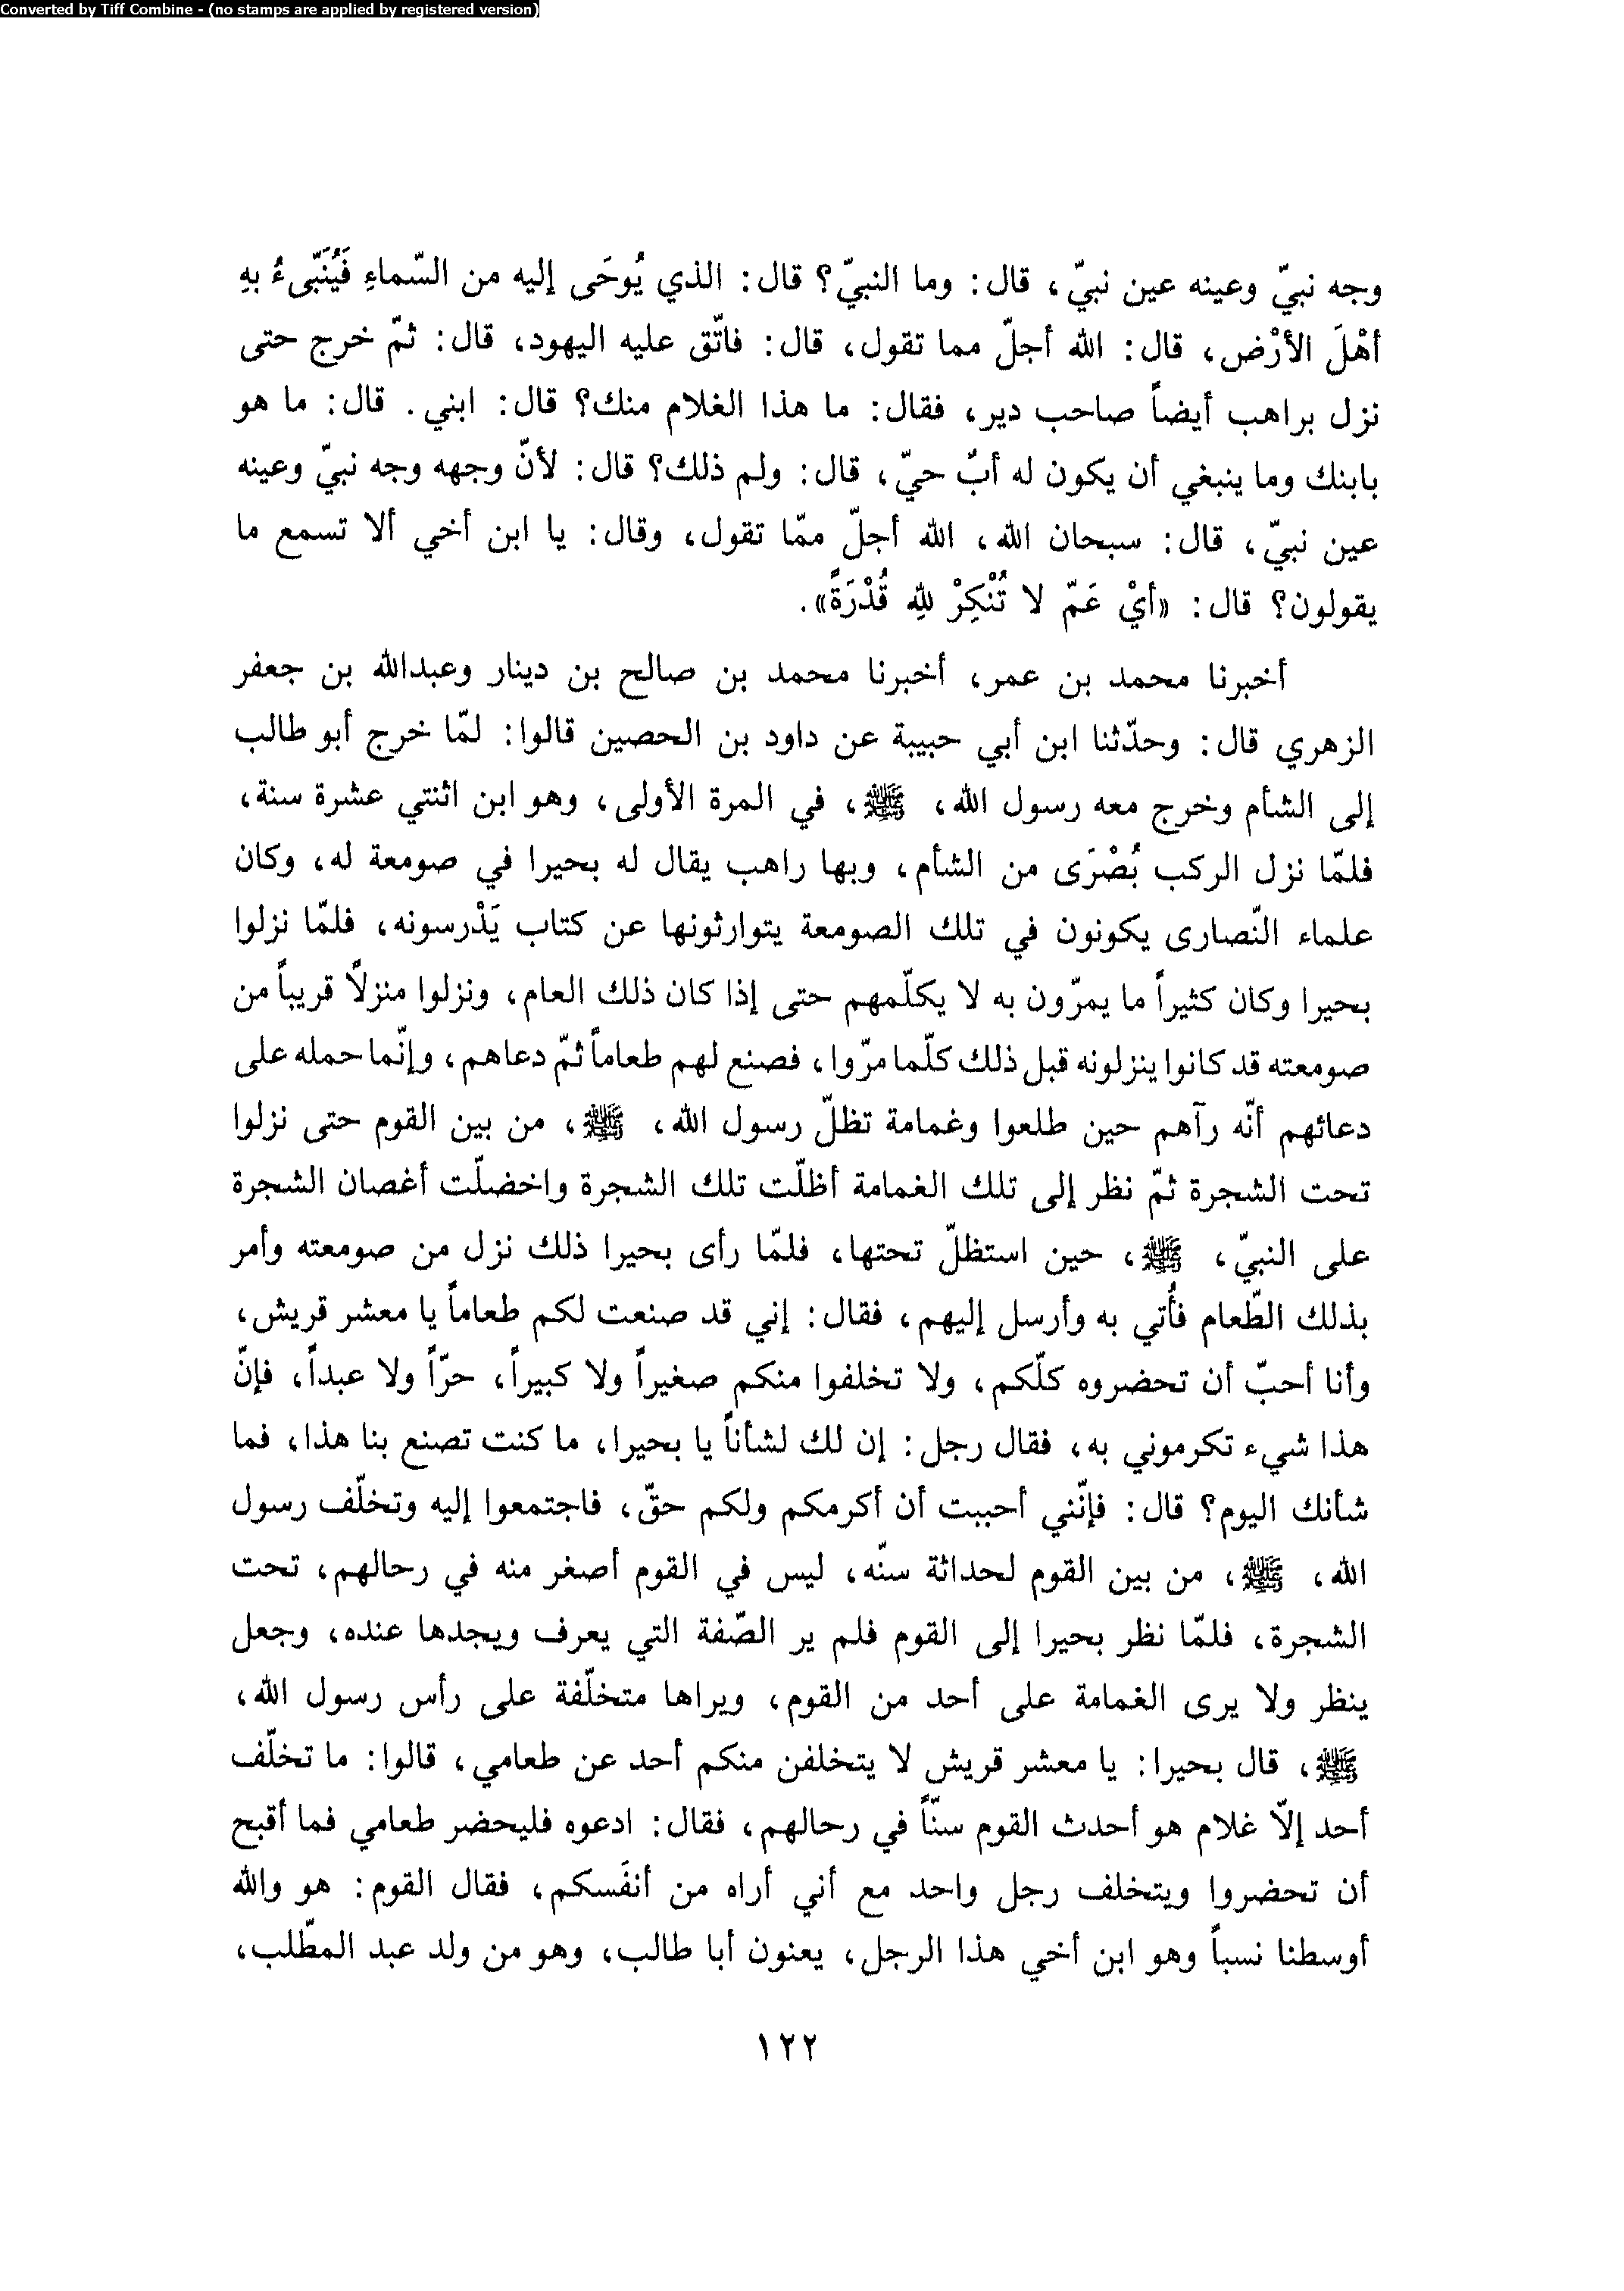 Converted by Tiff Combine - (no stamps are applied by registered version)
وجه نبيّ وعينه عين نبيّ، قال: وما النبيّ؟ قال: الذي يُوحَى إليه من السّماءِ فَيُنَبّىءُ بهِ
أهْلَ الأرْض، قال: الله أجلّ مما تقول، قال: فاتّق عليه اليهود، قال: ثمّ خرج حتى
نزل براهب أيضاً صاحب دير، فقال: ما هذا الغلام منك؟ قال: ابني. قال: ما هو
بابنك وما ينبغي أن يكون له أبٌ حيّ، قال: ولم ذلك؟ قال: لأنّ وجهه وجه نبيّ وعينه
عين نبيّ، قال: سبحان الله، الله أجلّ ممّا تقول، وقال: يا ابن أخي ألا تسمع ما
يقولون؟ قال: «أيْ عَمّ لا تُنْكِرْ لِلهِ قُدْرَةً».
أخبرنا محمد بن عمر، أخبرنا محمد بن صالح بن دينار وعبدالله بن جعفر
الزهري قال: وحدّثنا ابن أبي حبيبة عن داود بن الحصين قالوا: لمّا خرج أبو طالب
إلى الشأم وخرج معه رسول الله، ﷺ، في المرة الأولى، وهو ابن اثنتي عشرة سنة،
فلمّا نزل الركب بُصْرَى من الشأم، وبها راهب يقال له بحيرا في صومعة له، وكان
علماء النّصارى يكونون في تلك الصومعة يتوارثونها عن كتاب يَدْرسونه، فلمّا نزلوا
بحيرا وكان كثيراً ما يمرّون به لا يكلّمهم حتى إذا كان ذلك العام، ونزلوا منزلاً قريباً من
صومعته قد كانوا ينزلونه قبل ذلك كلّما مرّوا، فصنع لهم طعاماً ثمّ دعاهم، وإنّما حمله على
دعائهم أنّه رآهم حين طلعوا وغمامة تظلّ رسول الله، ﷺ، من بين القوم حتى نزلوا
تحت الشجرة ثمّ نظر إلى تلك الغمامة أظلّت تلك الشجرة واخضلّت أغصان الشجرة
على النبيّ، ﷺ، حين استظلّ تحتها، فلمّا رأى بحيرا ذلك نزل من صومعته وأمر
بذلك الطّعام فأُتي به وأرسل إليهم، فقال: إني قد صنعت لكم طعاماً يا معشر قريش،
وأنا أحبّ أن تحضروه كلّكم، ولا تخلفوا منكم صغيراً ولا كبيراً، حرّاً ولا عبداً، فإنّ
هذا شيء تكرموني به، فقال رجل: إن لك لشأناً يا بحيرا، ما كنت تصنع بنا هذا، فما
شأنك اليوم؟ قال: فإنّني أحببت أن أكرمكم ولكم حقّ، فاجتمعوا إليه وتخلّف رسول
الله، ﷺ، من بين القوم لحداثة سنّه، ليس في القوم أصغر منه في رحالهم، تحت
الشجرة، فلمّا نظر بحيرا إلى القوم فلم ير الصّفة التي يعرف ويجدها عنده، وجعل
ينظر ولا يرى الغمامة على أحد من القوم، ويراها متخلّفة على رأس رسول الله،
ﷺ، قال بحيرا: يا معشر قريش لا يتخلفن منكم أحد عن طعامي، قالوا: ما تخلّف
أحد إلاّ غلام هو أحدث القوم سنّاً في رحالهم، فقال: ادعوه فليحضر طعامي فما أقبح
أن تحضروا ويتخلف رجل واحد مع أني أراه من أنفَسكم، فقال القوم: هو والله
أوسطنا نسباً وهو ابن أخي هذا الرجل، يعنون أبا طالب، وهو من ولد عبد المطّلب،
١٢٢